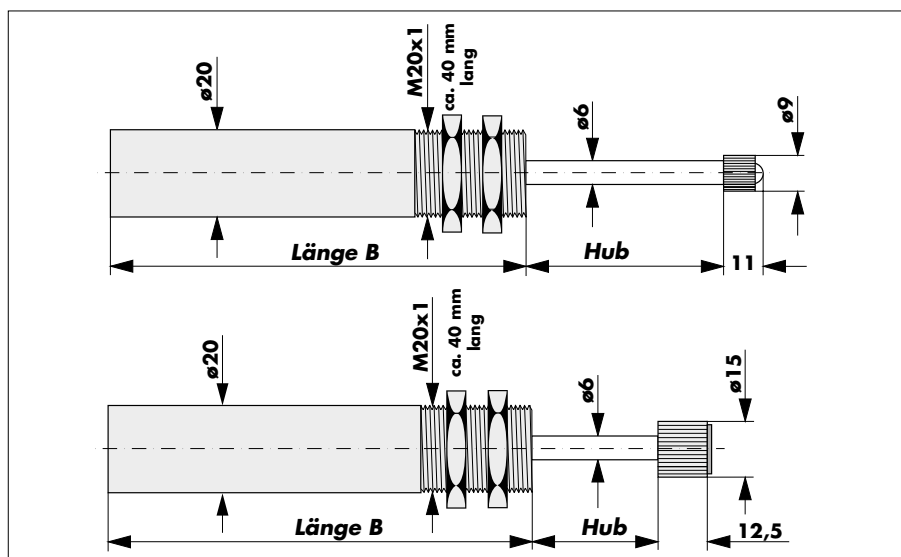 ø20
M20x1
ca. 40 mm
lang
ø6
ø9
Länge B
Hub
11
ø20
M20x1
ca. 40 mm
lang
ø6
ø15
Länge B
Hub
12,5